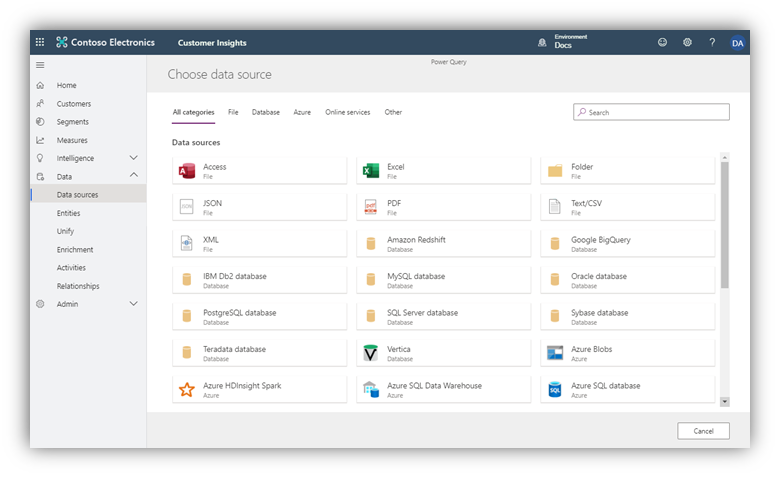 Contoso Electronics
Customer Insights
Environment
Docs
?
DA
Power Query
Choose data source
Home
Customers
Segments
Measures
Intelligence
Data
Data sources
Entities
Unify
Enrichment
Activities
Relationships
Admin
All categories File Database Azure Online services Other
Search
Data sources
Access
File
Excel
File
Folder
File
JSON
JSON
File
PDF
PDF
File
Text/CSV
File
XML
File
Amazon Redshift
Database
Google BigQuery
Database
IBM Db2 database
Database
MySQL database
Database
Oracle database
Database
PostgreSQL database
Database
SQL Server database
Database
Sybase database
Database
Teradata database
Database
Vertica
Database
Azure Blobs
Azure
Azure HDInsight Spark
Azure
Azure SQL Data Warehouse
Azure
SQL
Azure SQL database
Azure
Cancel